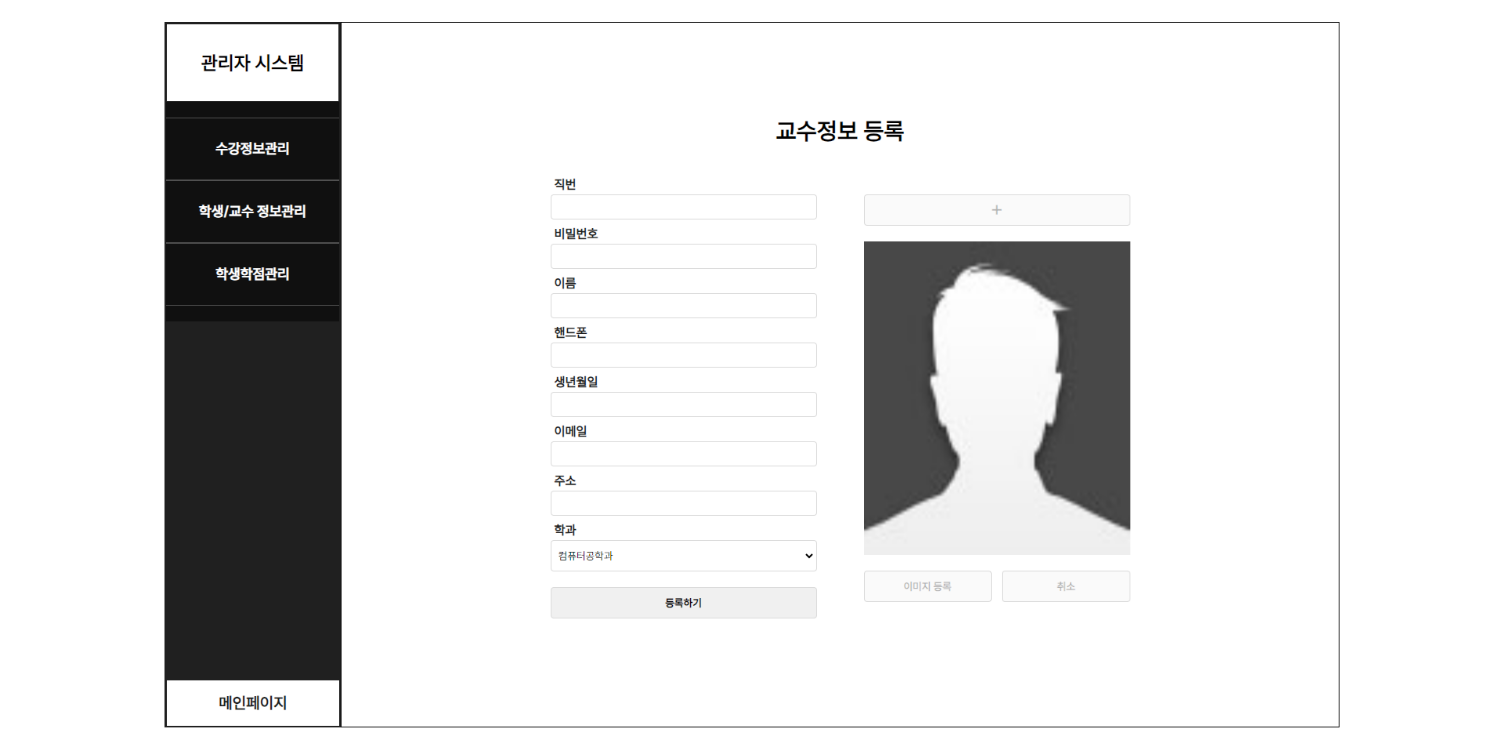 관리자 시스템
수강정보관리
학생/교수 정보관리
학생학점관리
메인페이지
교수정보 등록
직번
비밀번호
이름
핸드폰
생년월일
이메일
주소
학과
컴퓨터공학과
등록하기
+
이미지 등록
취소